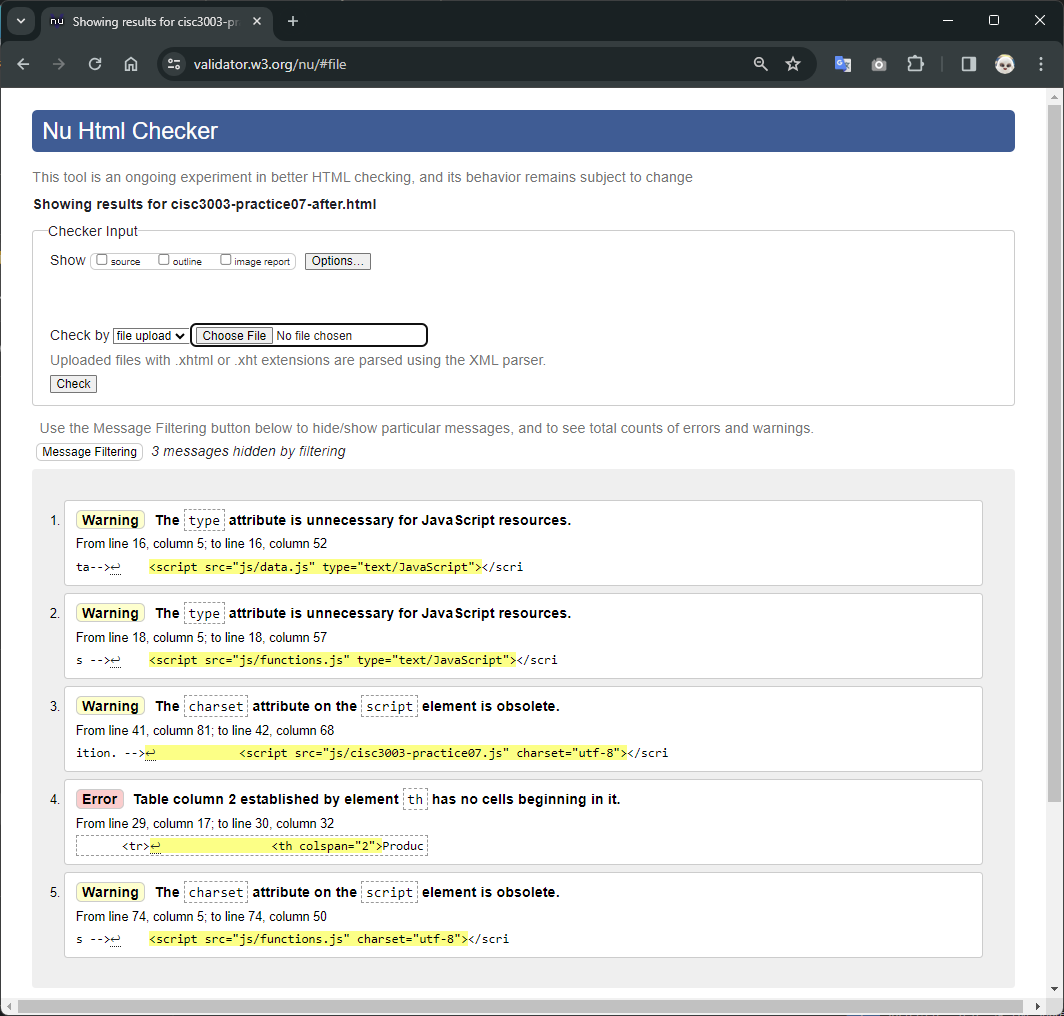 nu Showing results for cisc3003-pr
validator.w3.org/nu/#file
Nu Html Checker
This tool is an ongoing experiment in better HTML checking, and its behavior remains subject to change
Showing results for cisc3003-practice07-after.html
Checker Input
Show source outline image report Options...
Check by file upload Choose File No file chosen
Uploaded files with .xhtml or .xht extensions are parsed using the XML parser.
Check
Use the Message Filtering button below to hide/show particular messages, and to see total counts of errors and warnings.
Message Filtering 3 messages hidden by filtering
1. Warning The type attribute is unnecessary for JavaScript resources.
From line 16, column 5; to line 16, column 52
ta-->↩ <script src="js/data.js" type="text/JavaScript"></scri
2. Warning The type attribute is unnecessary for JavaScript resources.
From line 18, column 5; to line 18, column 57
s -->↩ <script src="js/functions.js" type="text/JavaScript"></scri
3. Warning The charset attribute on the script element is obsolete.
From line 41, column 81; to line 42, column 68
ition. -->↩ <script src="js/cisc3003-practice07.js" charset="utf-8"></scri
4. Error Table column 2 established by element th has no cells beginning in it.
From line 29, column 17; to line 30, column 32
<tr>↩ <th colspan="2">Produc
5. Warning The charset attribute on the script element is obsolete.
From line 74, column 5; to line 74, column 50
s -->↩ <script src="js/functions.js" charset="utf-8"></scri